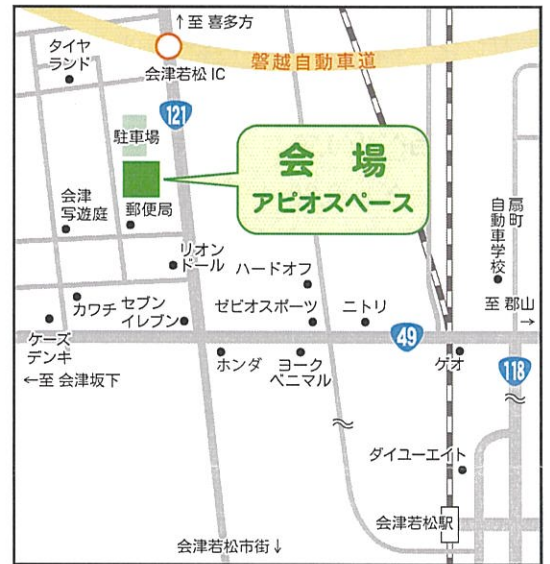 ↑至 喜多方
タイヤ
ランド
会津若松 IC
磐越自動車道
121
駐車場
会場
アピオスペース
会津
写遊庭
郵便局
扇町
自動車学校
リオン
ドール
ハードオフ
カワチ
セブン
イレブン
ゼビオスポーツ
ニトリ
至 郡山
→
ケーズ
デンキ
49
ホンダ
ヨーク
ベニマル
ゲオ
118
←至 会津坂下
ダイユーエイト
会津若松駅
会津若松市街↓